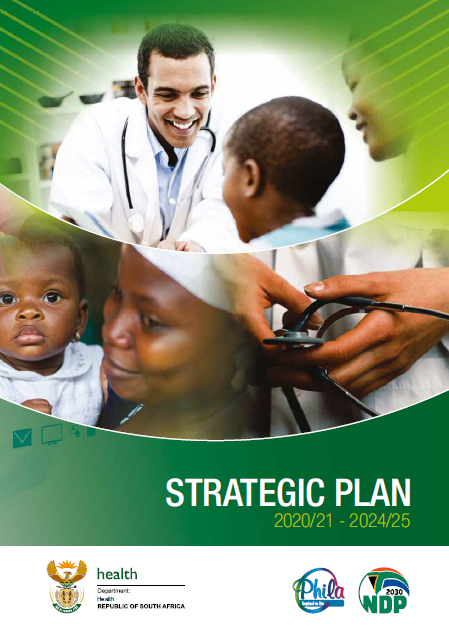 STRATEGIC PLAN
2020/21 - 2024/25
health
Department:
Health
REPUBLIC OF SOUTH AFRICA
Phila
2030
NDP